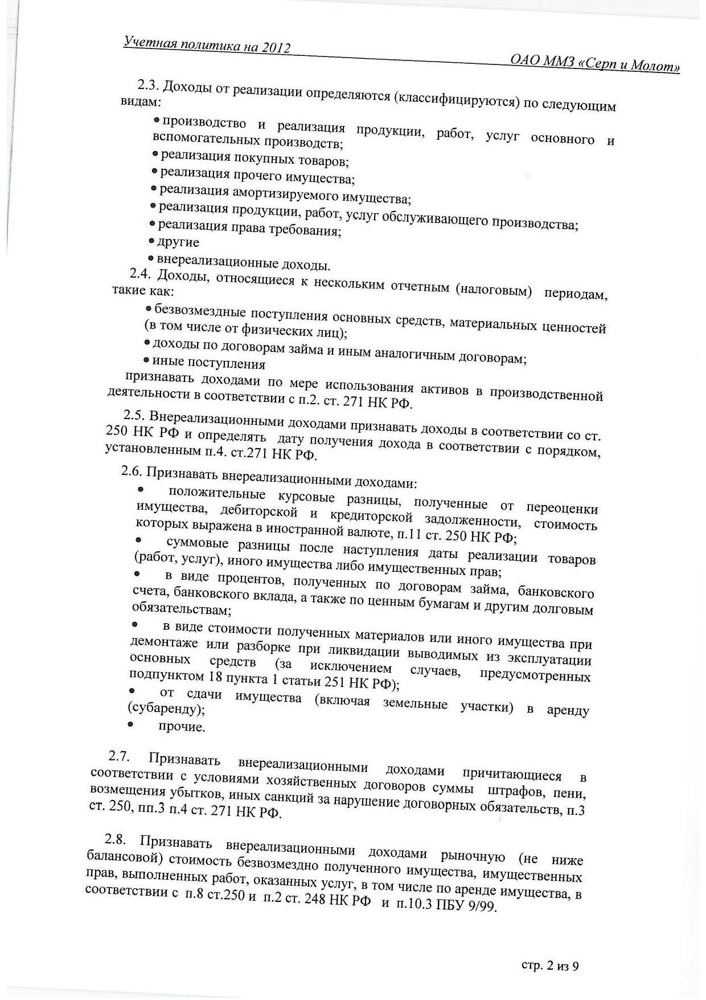 Учетная политика на 2012
ОАО ММЗ «Серп и Молот»
2.3. Доходы от реализации определяются (классифицируются) по следующим
видам:
• производство и реализация продукции, работ, услуг основного и
вспомогательных производств;
• реализация покупных товаров;
• реализация прочего имущества;
• реализация амортизируемого имущества;
• реализация продукции, работ, услуг обслуживающего производства;
• реализация права требования;
• другие
• внереализационные доходы.
2.4. Доходы, относящиеся к нескольким отчетным (налоговым) периодам,
такие как:
• безвозмездные поступления основных средств, материальных ценностей
(в том числе от физических лиц);
• доходы по договорам займа и иным аналогичным договорам;
• иные поступления
признавать доходами по мере использования активов в производственной
деятельности в соответствии с п.2. ст. 271 НК РФ.
2.5. Внереализационными доходами признавать доходы в соответствии со ст.
250 НК РФ и определять дату получения дохода в соответствии с порядком,
установленным п.4. ст.271 НК РФ.
2.6. Признавать внереализационными доходами:
• положительные курсовые разницы, полученные от переоценки
имущества, дебиторской и кредиторской задолженности, стоимость
которых выражена в иностранной валюте, п.11 ст. 250 НК РФ;
• суммовые разницы после наступления даты реализации товаров
(работ, услуг), иного имущества либо имущественных прав;
• в виде процентов, полученных по договорам займа, банковского
счета, банковского вклада, а также по ценным бумагам и другим долговым
обязательствам;
• в виде стоимости полученных материалов или иного имущества при
демонтаже или разборке при ликвидации выводимых из эксплуатации
основных средств (за исключением случаев, предусмотренных
подпунктом 18 пункта 1 статьи 251 НК РФ);
• от сдачи имущества (включая земельные участки) в аренду
(субаренду);
• прочие.
2.7. Признавать внереализационными доходами причитающиеся в
соответствии с условиями хозяйственных договоров суммы штрафов, пени,
возмещения убытков, иных санкций за нарушение договорных обязательств, п.3
ст. 250, пп.3 п.4 ст. 271 НК РФ.
2.8. Признавать внереализационными доходами рыночную (не ниже
балансовой) стоимость безвозмездно полученного имущества, имущественных
прав, выполненных работ, оказанных услуг, в том числе по аренде имущества, в
соответствии с п.8 ст.250 и п.2 ст. 248 НК РФ и п.10.3 ПБУ 9/99.
стр. 2 из 9